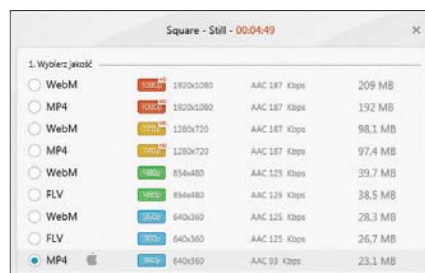 Square - Still - 00:04:49
1. Wybierz jakość
WebM 1080p HD 1920x1080 AAC 187 Kbps 209 MB
MP4 1080p HD 1920x1080 AAC 187 Kbps 192 MB
WebM 720p HD 1280x720 AAC 187 Kbps 98,1 MB
MP4 720p HD 1280x720 AAC 187 Kbps 97,4 MB
WebM 480p 854x480 AAC 125 Kbps 39,7 MB
FLV 480p 854x480 AAC 125 Kbps 38,5 MB
WebM 360p 640x360 AAC 125 Kbps 28,3 MB
FLV 360p 640x360 AAC 125 Kbps 26,7 MB
MP4 360p 640x360 AAC 93 Kbps 23,1 MB